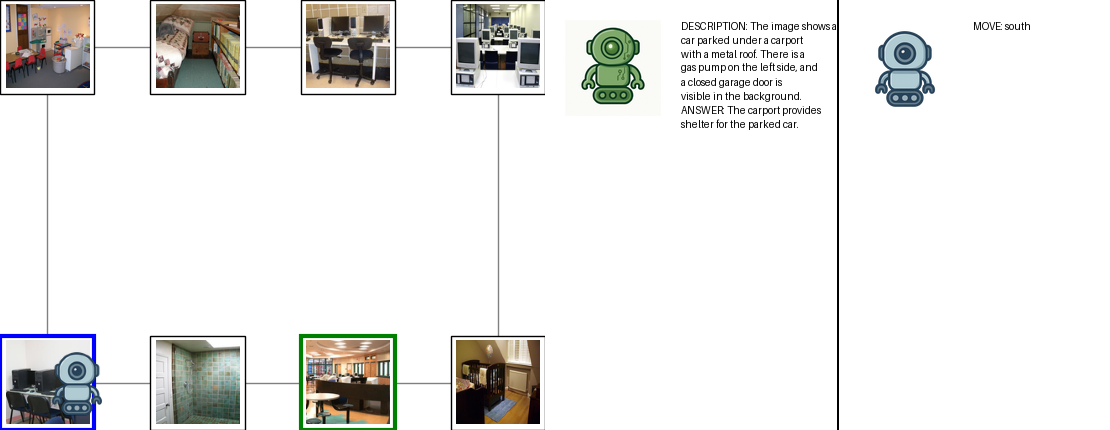 DESCRIPTION: The image shows a
car parked under a carport
with a metal roof. There is a
gas pump on the left side, and
a closed garage door is
visible in the background.
ANSWER: The carport provides
shelter for the parked car.
MOVE: south